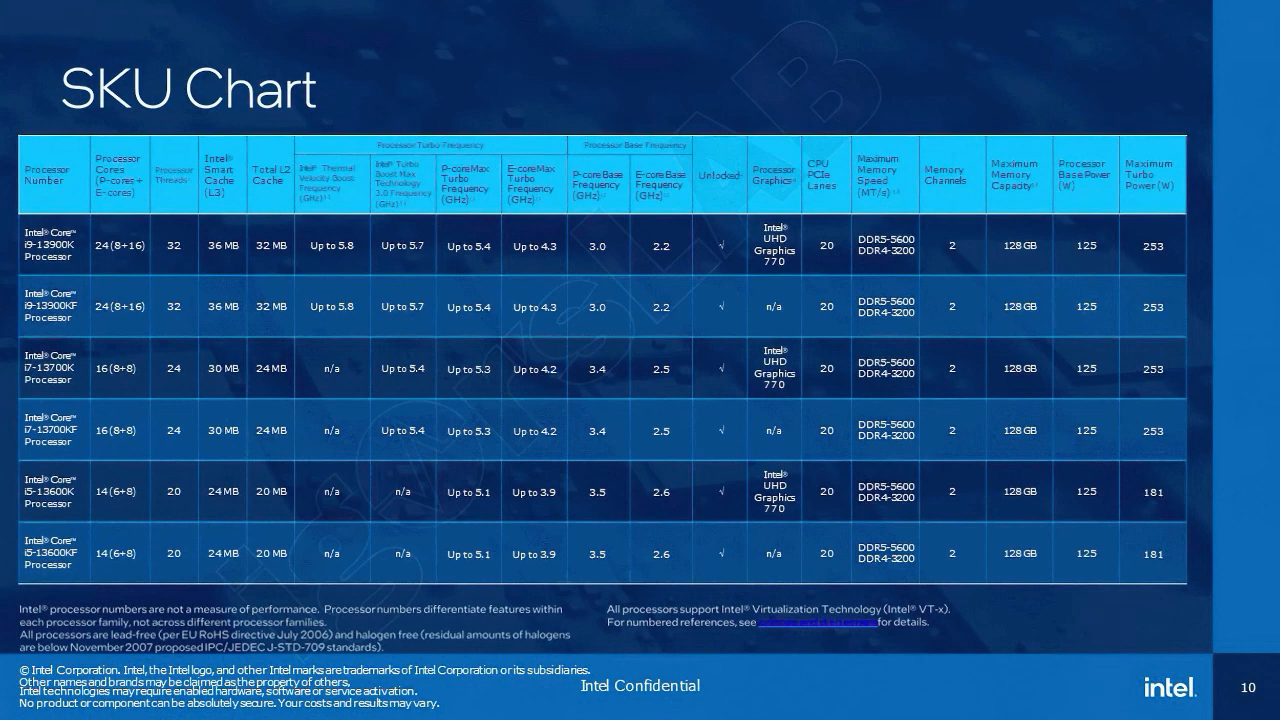 SKU Chart
Processor Turbo Frequency
Processor Base Frequency
Processor Number
Processor Cores (P-cores + E-cores)
Processor Threads
Intel® Smart Cache (L3)
Total L2 Cache
Intel® Thermal Velocity Boost Frequency (GHz)
Intel® Turbo Boost Max Technology 3.0 Frequency (GHz)
P-core Max Turbo Frequency (GHz)
E-core Max Turbo Frequency (GHz)
P-core Base Frequency (GHz)
E-core Base Frequency (GHz)
Unlocked
Processor Graphics
CPU PCIe Lanes
Maximum Memory Speed (MT/s)
Memory Channels
Maximum Memory Capacity
Processor Base Power (W)
Maximum Turbo Power (W)
Intel® Core™ i9-13900K Processor 24 (8+16) 32 36 MB 32 MB Up to 5.8 Up to 5.7 Up to 5.4 Up to 4.3 3.0 2.2 √ Intel® UHD Graphics 770 20 DDR5-5600 DDR4-3200 2 128 GB 125 253
Intel® Core™ i9-13900KF Processor 24 (8+16) 32 36 MB 32 MB Up to 5.8 Up to 5.7 Up to 5.4 Up to 4.3 3.0 2.2 √ n/a 20 DDR5-5600 DDR4-3200 2 128 GB 125 253
Intel® Core™ i7-13700K Processor 16 (8+8) 24 30 MB 24 MB n/a Up to 5.4 Up to 5.3 Up to 4.2 3.4 2.5 √ Intel® UHD Graphics 770 20 DDR5-5600 DDR4-3200 2 128 GB 125 253
Intel® Core™ i7-13700KF Processor 16 (8+8) 24 30 MB 24 MB n/a Up to 5.4 Up to 5.3 Up to 4.2 3.4 2.5 √ n/a 20 DDR5-5600 DDR4-3200 2 128 GB 125 253
Intel® Core™ i5-13600K Processor 14 (6+8) 20 24 MB 20 MB n/a n/a Up to 5.1 Up to 3.9 3.5 2.6 √ Intel® UHD Graphics 770 20 DDR5-5600 DDR4-3200 2 128 GB 125 181
Intel® Core™ i5-13600KF Processor 14 (6+8) 20 24 MB 20 MB n/a n/a Up to 5.1 Up to 3.9 3.5 2.6 √ n/a 20 DDR5-5600 DDR4-3200 2 128 GB 125 181
Intel® processor numbers are not a measure of performance. Processor numbers differentiate features within
each processor family, not across different processor families.
All processors are lead-free (per EU RoHS directive July 2006) and halogen free (residual amounts of halogens
are below November 2007 proposed IPC/JEDEC J-STD-709 standards).
All processors support Intel® Virtualization Technology (Intel® VT-x).
For numbered references, see for details.
© Intel Corporation. Intel, the Intel logo, and other Intel marks are trademarks of Intel Corporation or its subsidiaries.
Other names and brands may be claimed as the property of others.
Intel technologies may require enabled hardware, software or service activation.
No product or component can be absolutely secure. Your costs and results may vary.
Intel Confidential
intel.
10